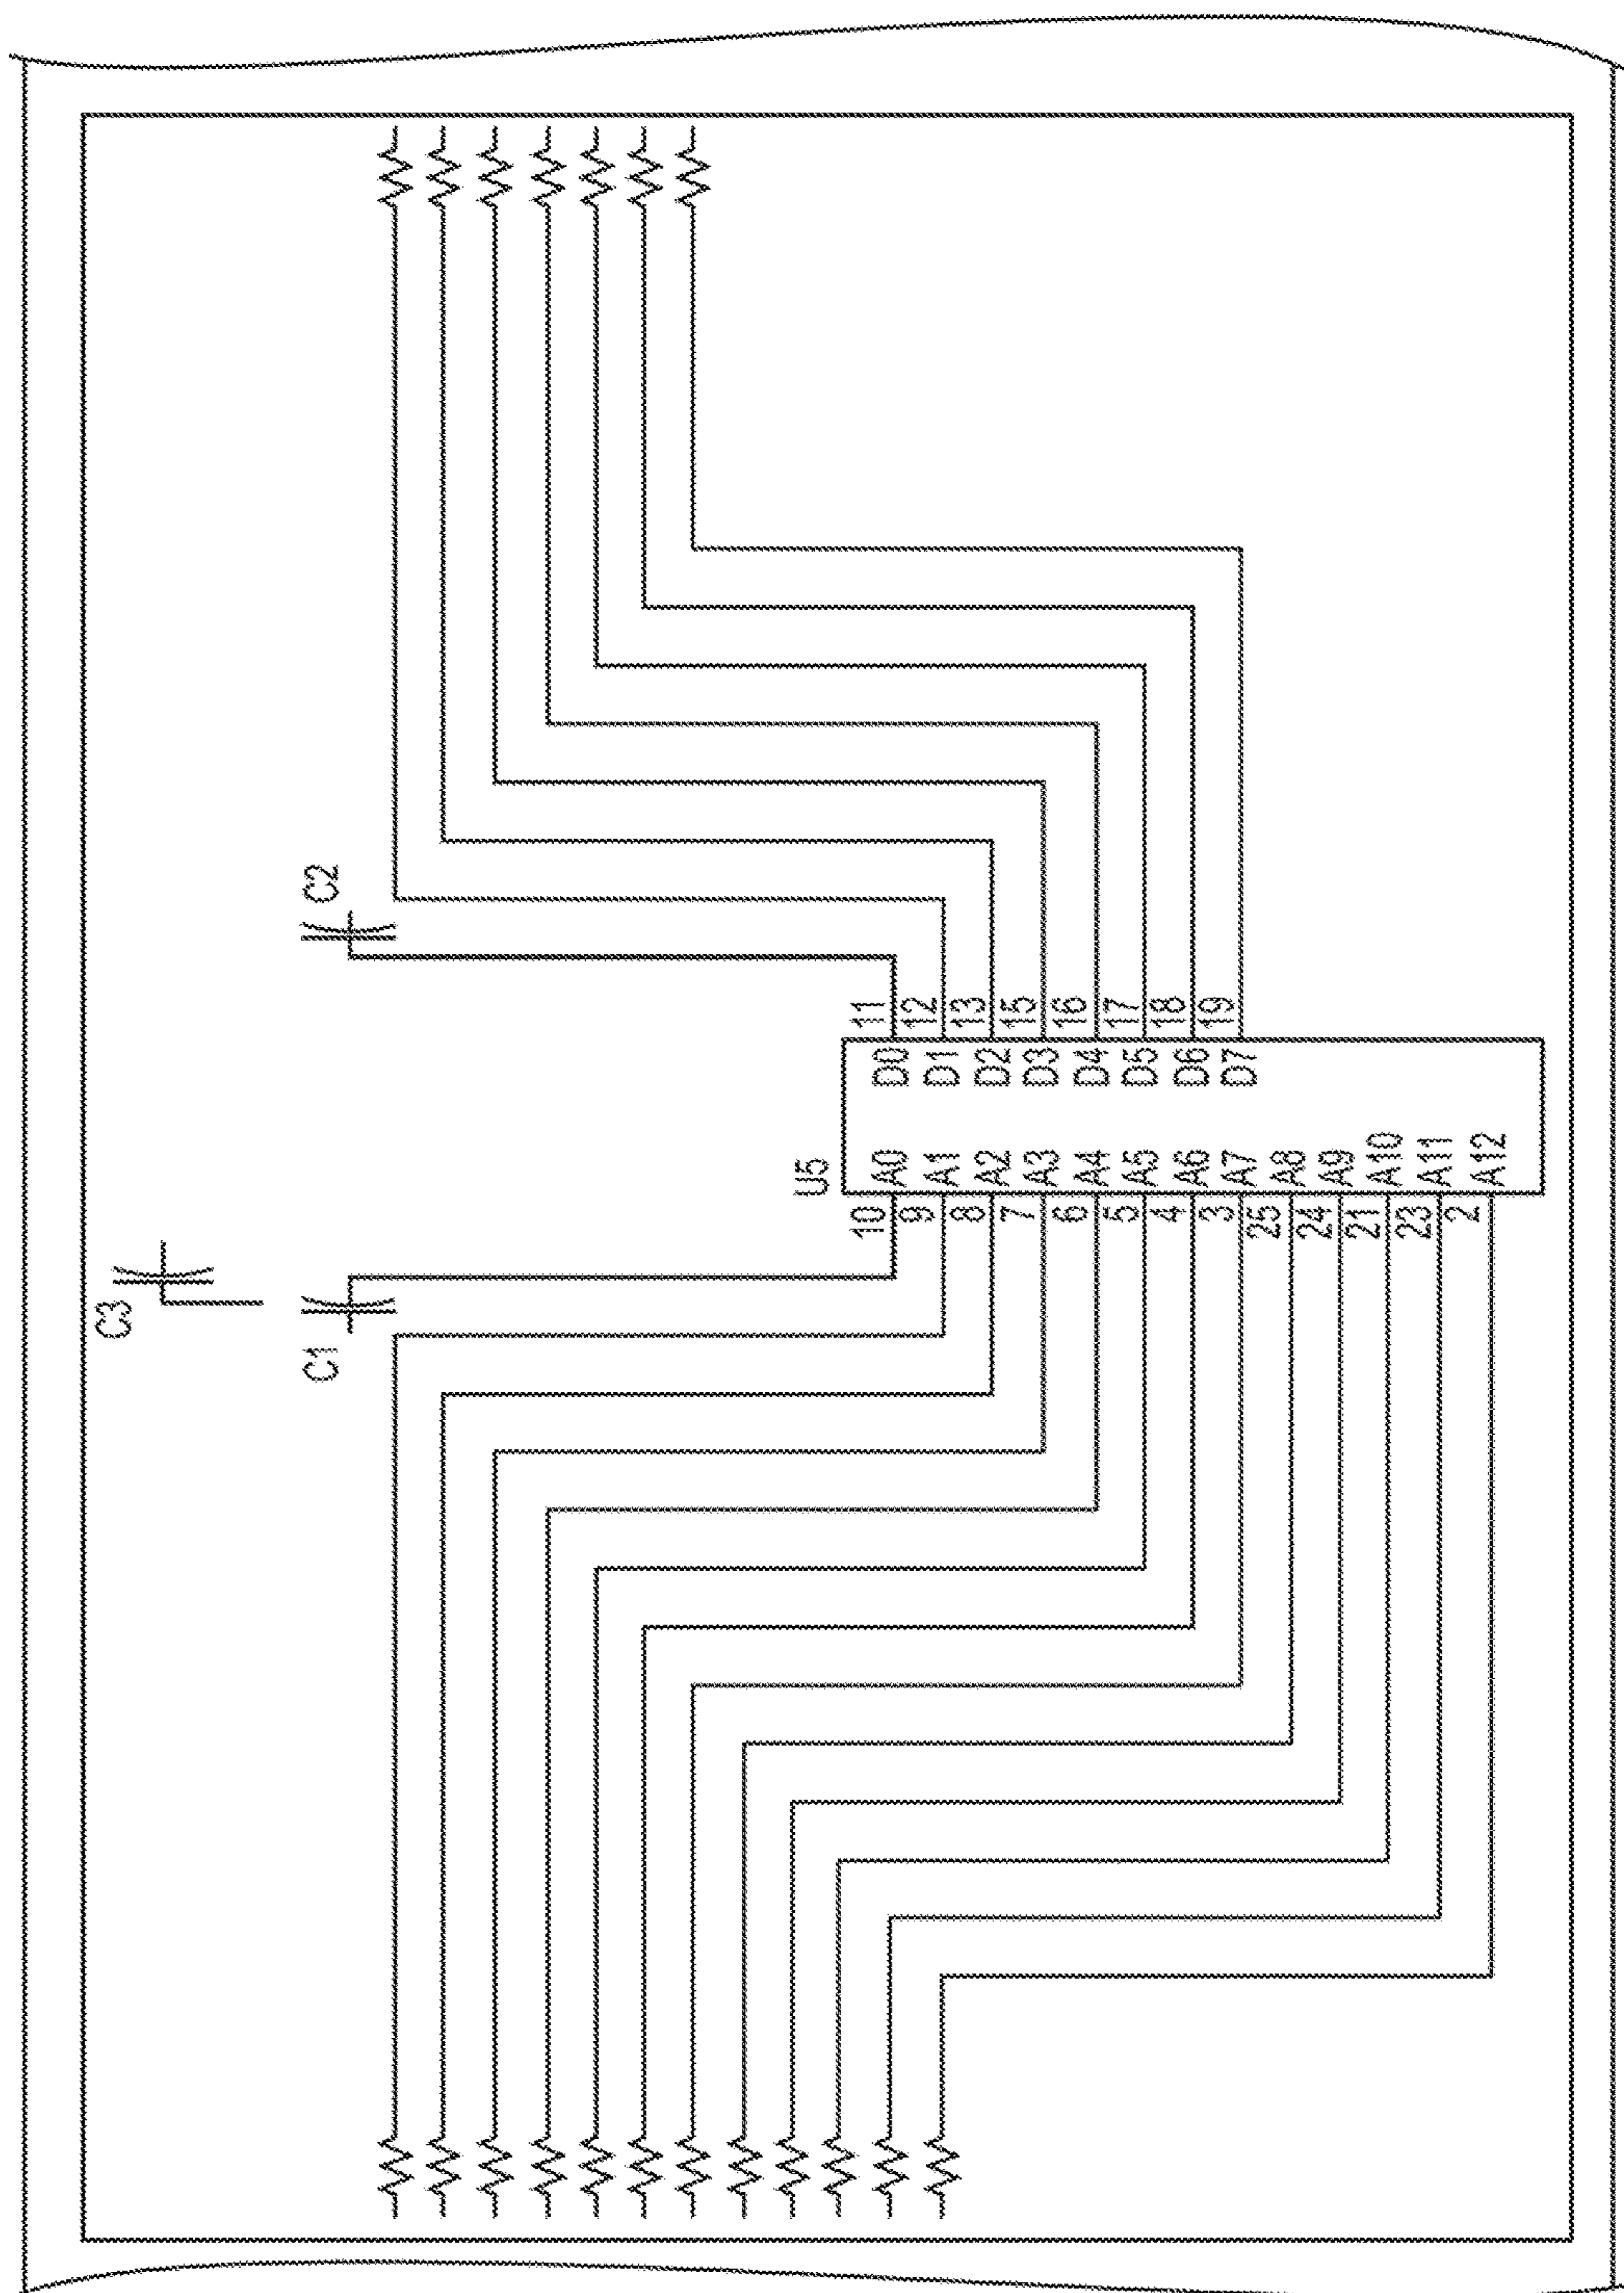 C3
C1
C2
U5
10 A0 D0 11
9 A1 D1 12
8 A2 D2 13
7 A3 D3 15
6 A4 D4 16
5 A5 D5 17
4 A6 D6 18
3 A7 D7 19
25 A8
24 A9
21 A10
23 A11
2 A12